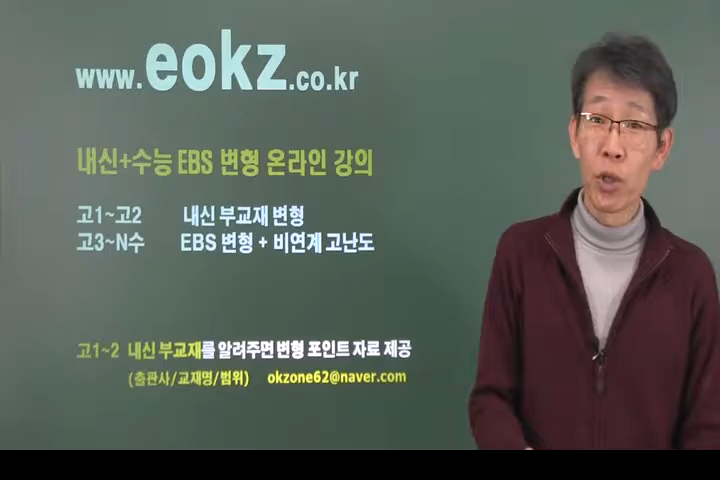 www.eokz.co.kr
내신+수능 EBS 변형 온라인 강의
고1~고2 내신 부교재 변형
고3~N수 EBS 변형 + 비연계 고난도
고1~2 내신 부교재를 알려주면 변형 포인트 자료 제공
(출판사/교재명/범위) okzone62@naver.com